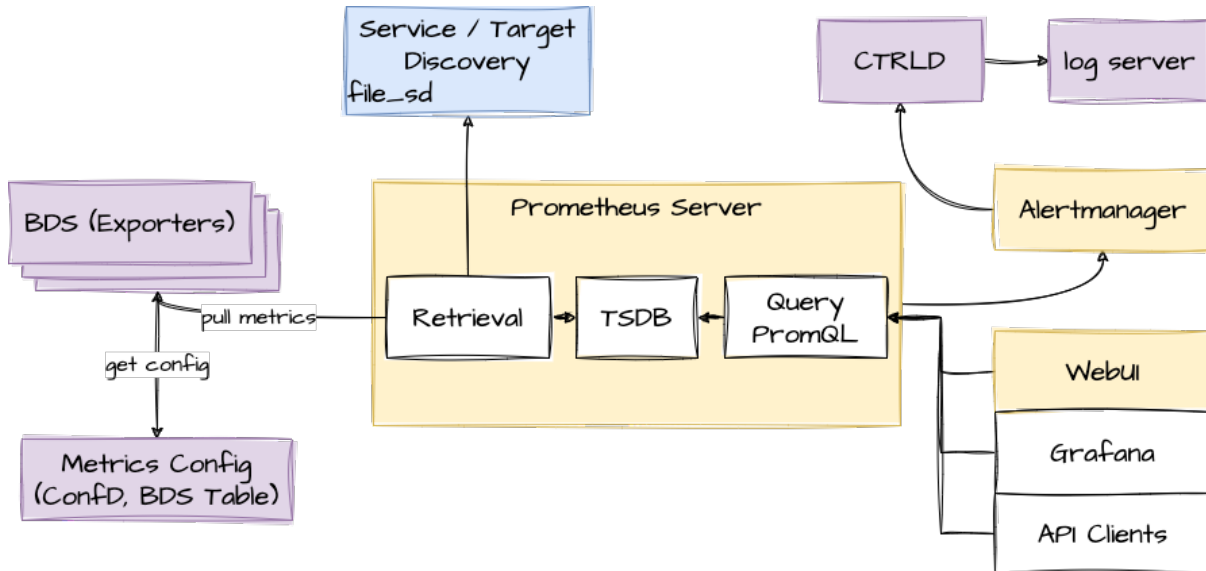 Service / Target
Discovery
file_sd
CTRLD
log server
BDS (Exporters)
Prometheus Server
Alertmanager
pull metrics
Retrieval
TSDB
Query
PromQL
get config
WebUI
Metrics Config
(ConfD, BDS Table)
Grafana
API Clients